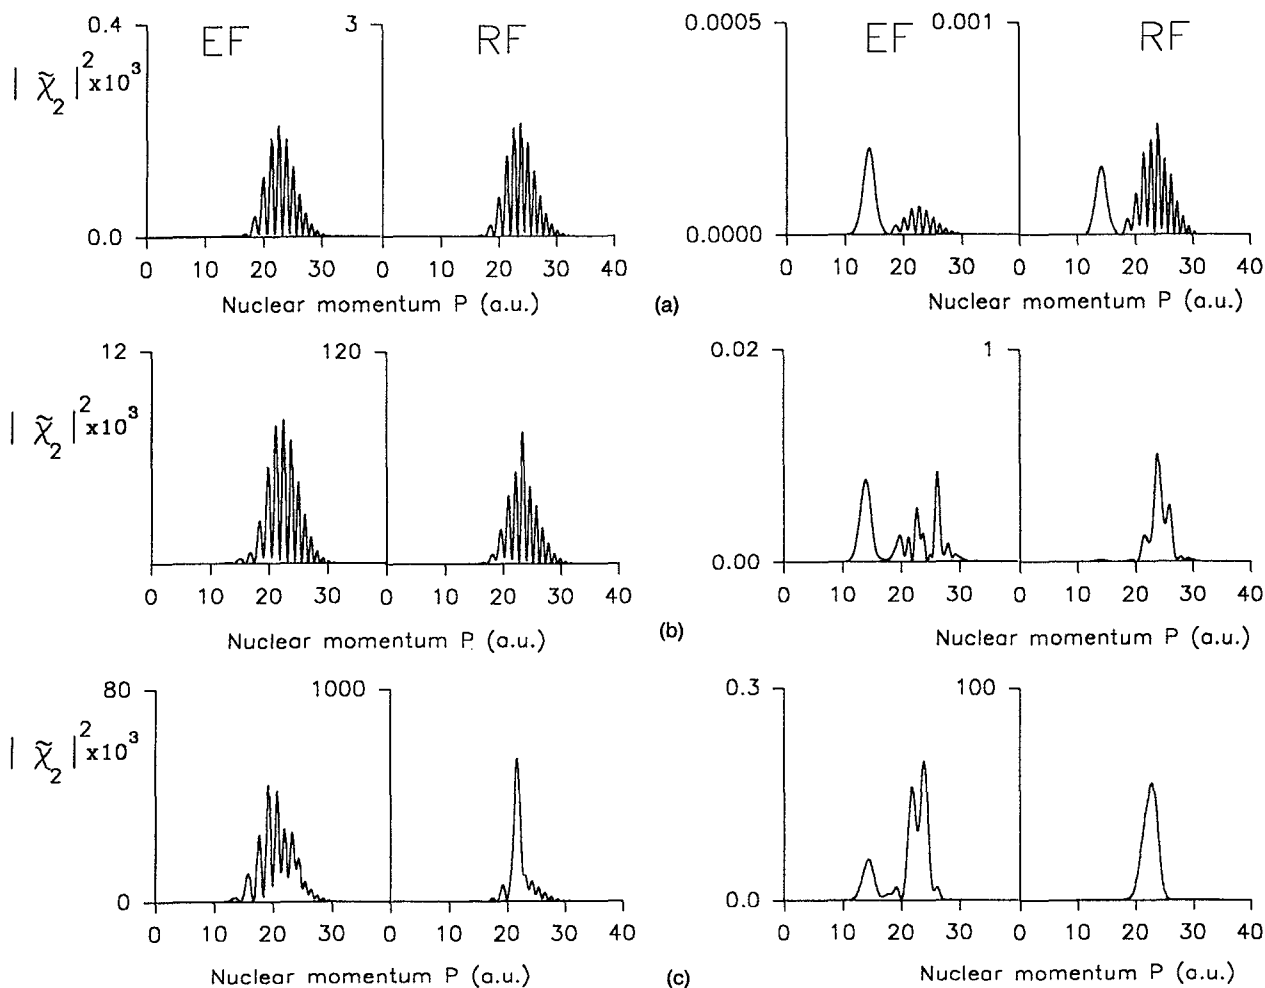 0.4 3 0.0005 0.001
EF RF EF RF
| χ̃₂ |² x10³
0.0 0.0000
0 10 20 30 0 10 20 30 40 0 10 20 30 0 10 20 30 40
Nuclear momentum P (a.u.) (a) Nuclear momentum P (a.u.)
12 120 0.02 1
| χ̃₂ |² x10³
0.00
0 10 20 30 0 10 20 30 40 0 10 20 30 0 10 20 30 40
Nuclear momentum P (a.u.) (b) Nuclear momentum P (a.u.)
80 1000 0.3 100
| χ̃₂ |² x10³
0 0.0
0 10 20 30 0 10 20 30 40 0 10 20 30 0 10 20 30 40
Nuclear momentum P (a.u.) (c) Nuclear momentum P (a.u.)